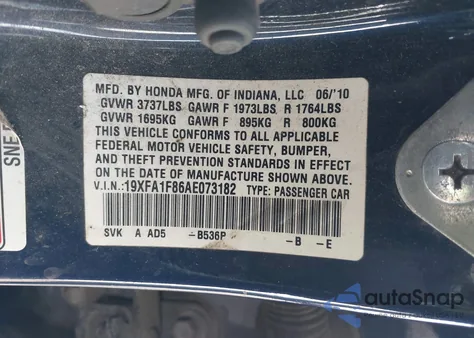 MFD. BY HONDA MFG. OF INDIANA, LLC 06/'10
GVWR 3737LBS GAWR F 1973LBS R 1764LBS
GVWR 1695KG GAWR F 895KG R 800KG
THIS VEHICLE CONFORMS TO ALL APPLICABLE
FEDERAL MOTOR VEHICLE SAFETY, BUMPER,
AND THEFT PREVENTION STANDARDS IN EFFECT
ON THE DATE OF MANUFACTURE SHOWN ABOVE.
V.I.N.:19XFA1F86AE073182 TYPE: PASSENGER CAR
SVK A AD5 -B536P -B -E
SNE
autoSnap